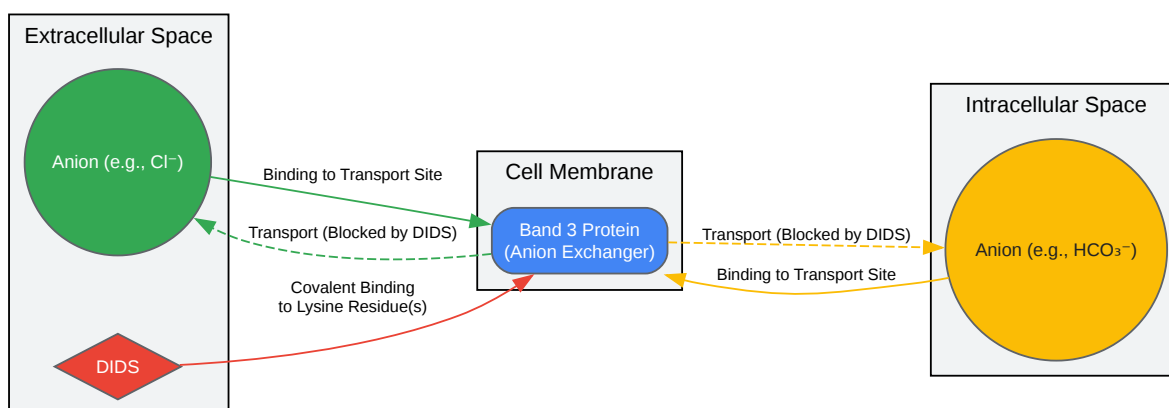 Extracellular Space
Anion (e.g., Cl⁻)
DIDS
Binding to Transport Site
Transport (Blocked by DIDS)
Covalent Binding
to Lysine Residue(s)
Cell Membrane
Band 3 Protein
(Anion Exchanger)
Transport (Blocked by DIDS)
Binding to Transport Site
Intracellular Space
Anion (e.g., HCO₃⁻)